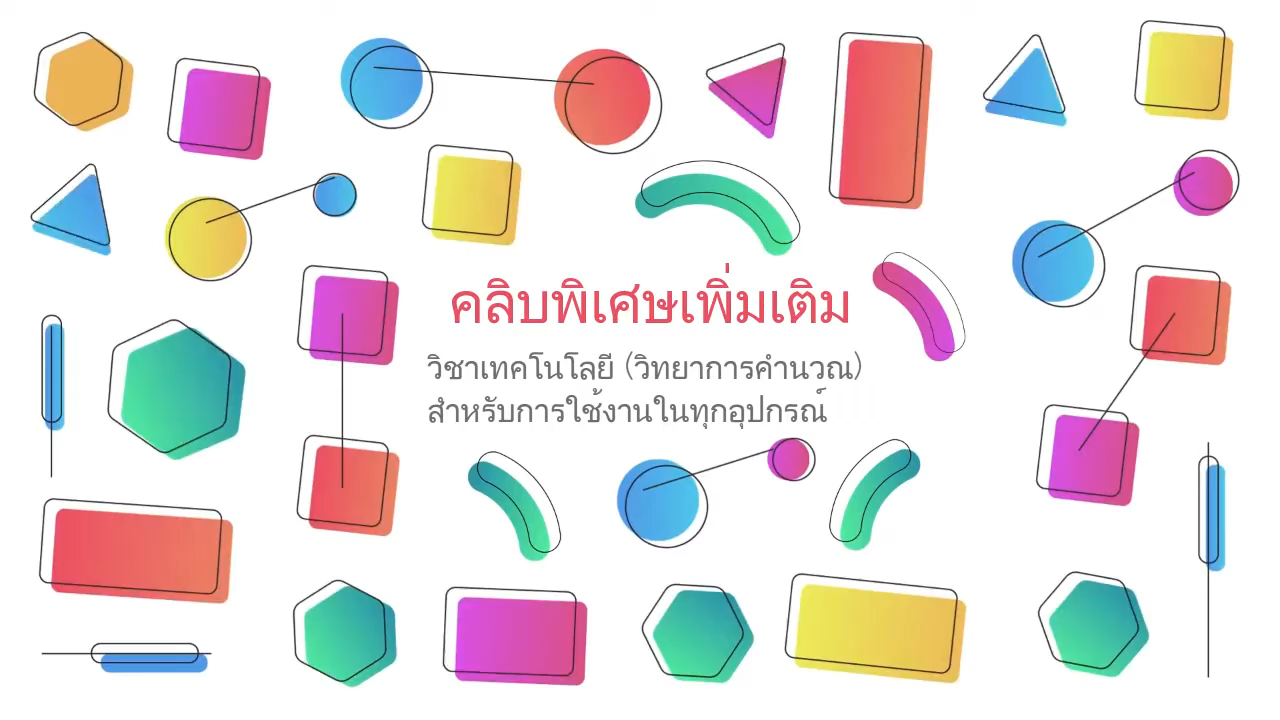 คลิบพิเศษเพิ่มเติม
วิชาเทคโนโลยี (วิทยาการคำนวณ)
สำหรับการใช้งานในทุกอุปกรณ์